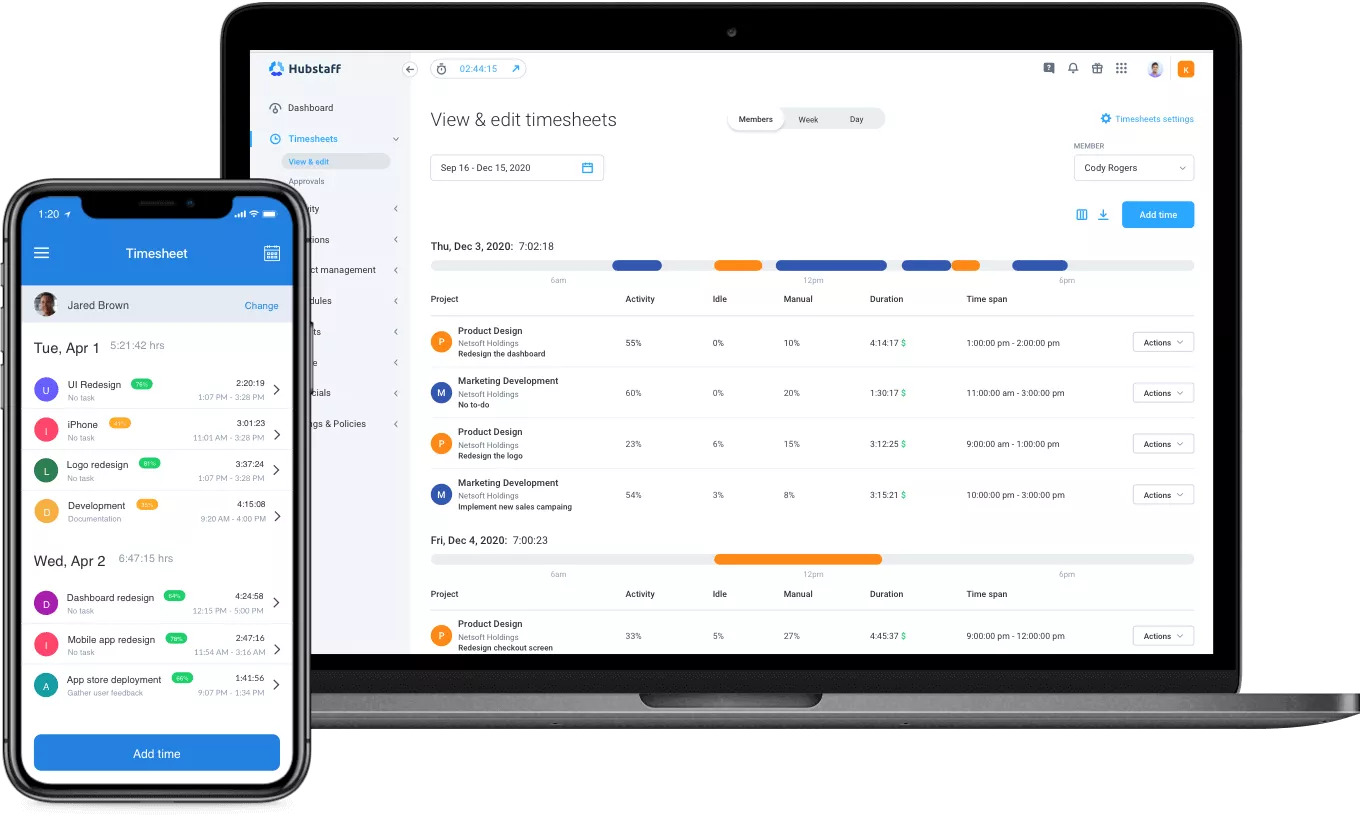 Hubstaff
02:44:15
K
Dashboard
Timesheets
View & edit
Approvals
View & edit timesheets
Members Week Day
Timesheets settings
Sep 16 - Dec 15, 2020
MEMBER
Cody Rogers
Add time
ity
ions
ct management
dules
ts
e
cials
gs & Policies
Thu, Dec 3, 2020: 7:02:18
6am 12pm 6pm
Project Activity Idle Manual Duration Time span
P Product Design
Netsoft Holdings
Redesign the dashboard
55% 0% 10% 4:14:17 $ 1:00:00 pm - 2:00:00 pm Actions
M Marketing Development
Netsoft Holdings
No to-do
60% 0% 20% 1:30:17 $ 11:00:00 am - 3:00:00 pm Actions
P Product Design
Netsoft Holdings
Redesign the logo
23% 6% 15% 3:12:25 $ 9:00:00 am - 1:00:00 pm Actions
M Marketing Development
Netsoft Holdings
Implement new sales campaing
54% 3% 8% 3:15:21 $ 10:00:00 pm - 3:00:00 pm Actions
Fri, Dec 4, 2020: 7:00:23
6am 12pm 6pm
Project Activity Idle Manual Duration Time span
P Product Design
Netsoft Holdings
Redesign checkout screen
33% 5% 27% 4:45:37 $ 9:00:00 pm - 12:00:00 pm Actions
1:20
Timesheet
Jared Brown Change
Tue, Apr 1 5:21:42 hrs
U UI Redesign 76% 2:20:19
No task 1:07 PM - 3:28 PM
I iPhone 3:01:23
No task 11:01 AM - 3:28 PM
L Logo redesign 81% 3:37:24
No task 1:07 PM - 3:28 PM
D Development 4:15:08
Documentation 9:20 AM - 4:00 PM
Wed, Apr 2 6:47:15 hrs
D Dashboard redesign 64% 4:24:58
No task 12:15 PM - 5:00 PM
I Mobile app redesign 78% 2:47:16
No task 11:54 AM - 3:16 AM
A App store deployment 1:41:56
Gather user feedback 9:07 PM - 1:34 PM
Add time